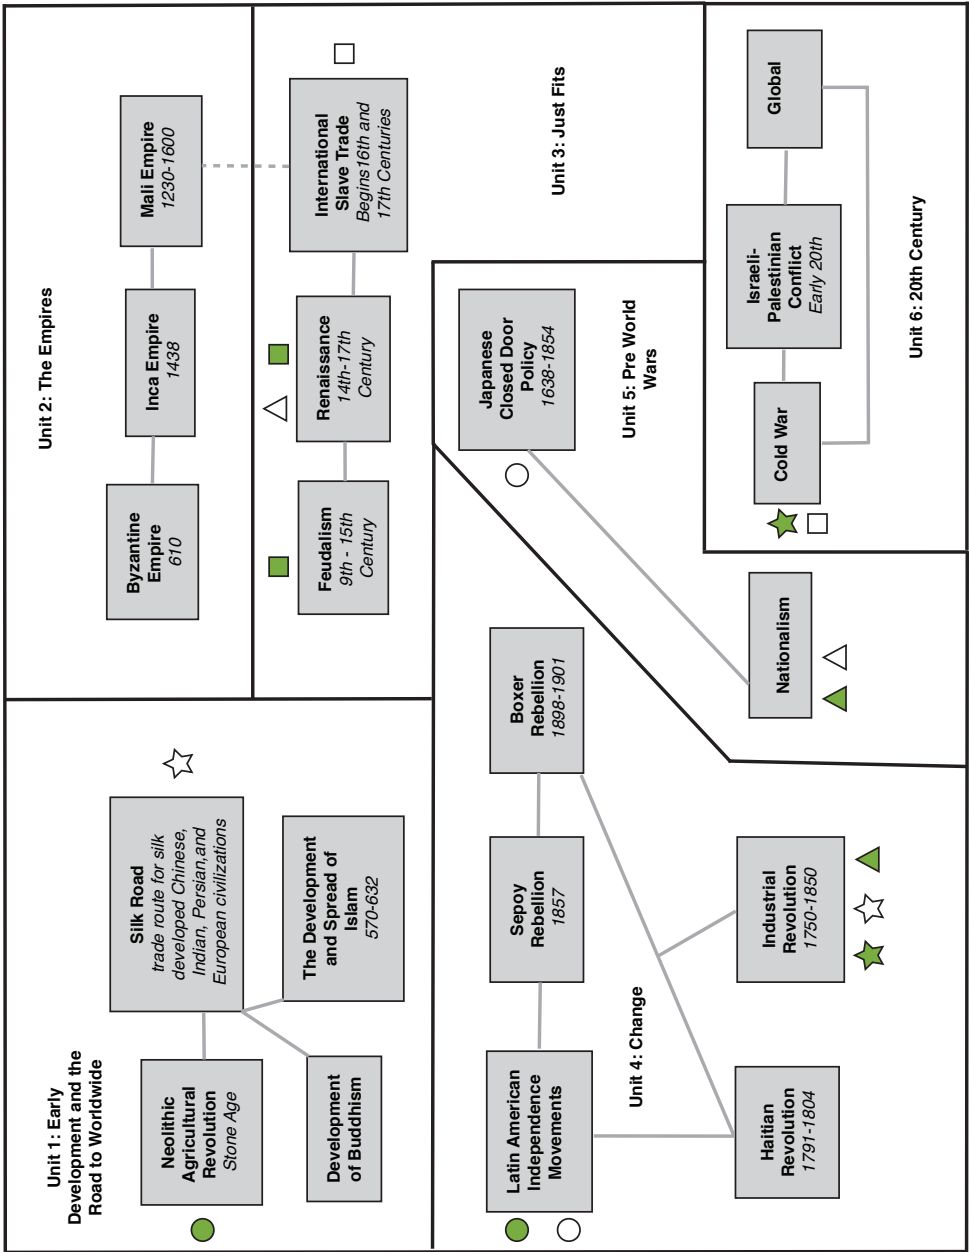 Unit 1: Early
Development and the
Road to Worldwide
Neolithic
Agricultural
Revolution
Stone Age
Silk Road
trade route for silk
developed Chinese,
Indian, Persian,and
European civilizations
Development
of Buddhism
The Development
and Spread of
Islam
570-632
Unit 2: The Empires
Byzantine
Empire
610
Inca Empire
1438
Mali Empire
1230-1600
Feudalism
9th - 15th
Century
Renaissance
14th-17th
Century
International
Slave Trade
Begins16th and
17th Centuries
Unit 3: Just Fits
Latin American
Independence
Movements
Sepoy
Rebellion
1857
Boxer
Rebellion
1898-1901
Unit 4: Change
Haitian
Revolution
1791-1804
Industrial
Revolution
1750-1850
Japanese
Closed Door
Policy
1638-1854
Unit 5: Pre World
Wars
Nationalism
Cold War
Israeli-
Palestinian
Conflict
Early 20th
Global
Unit 6: 20th Century